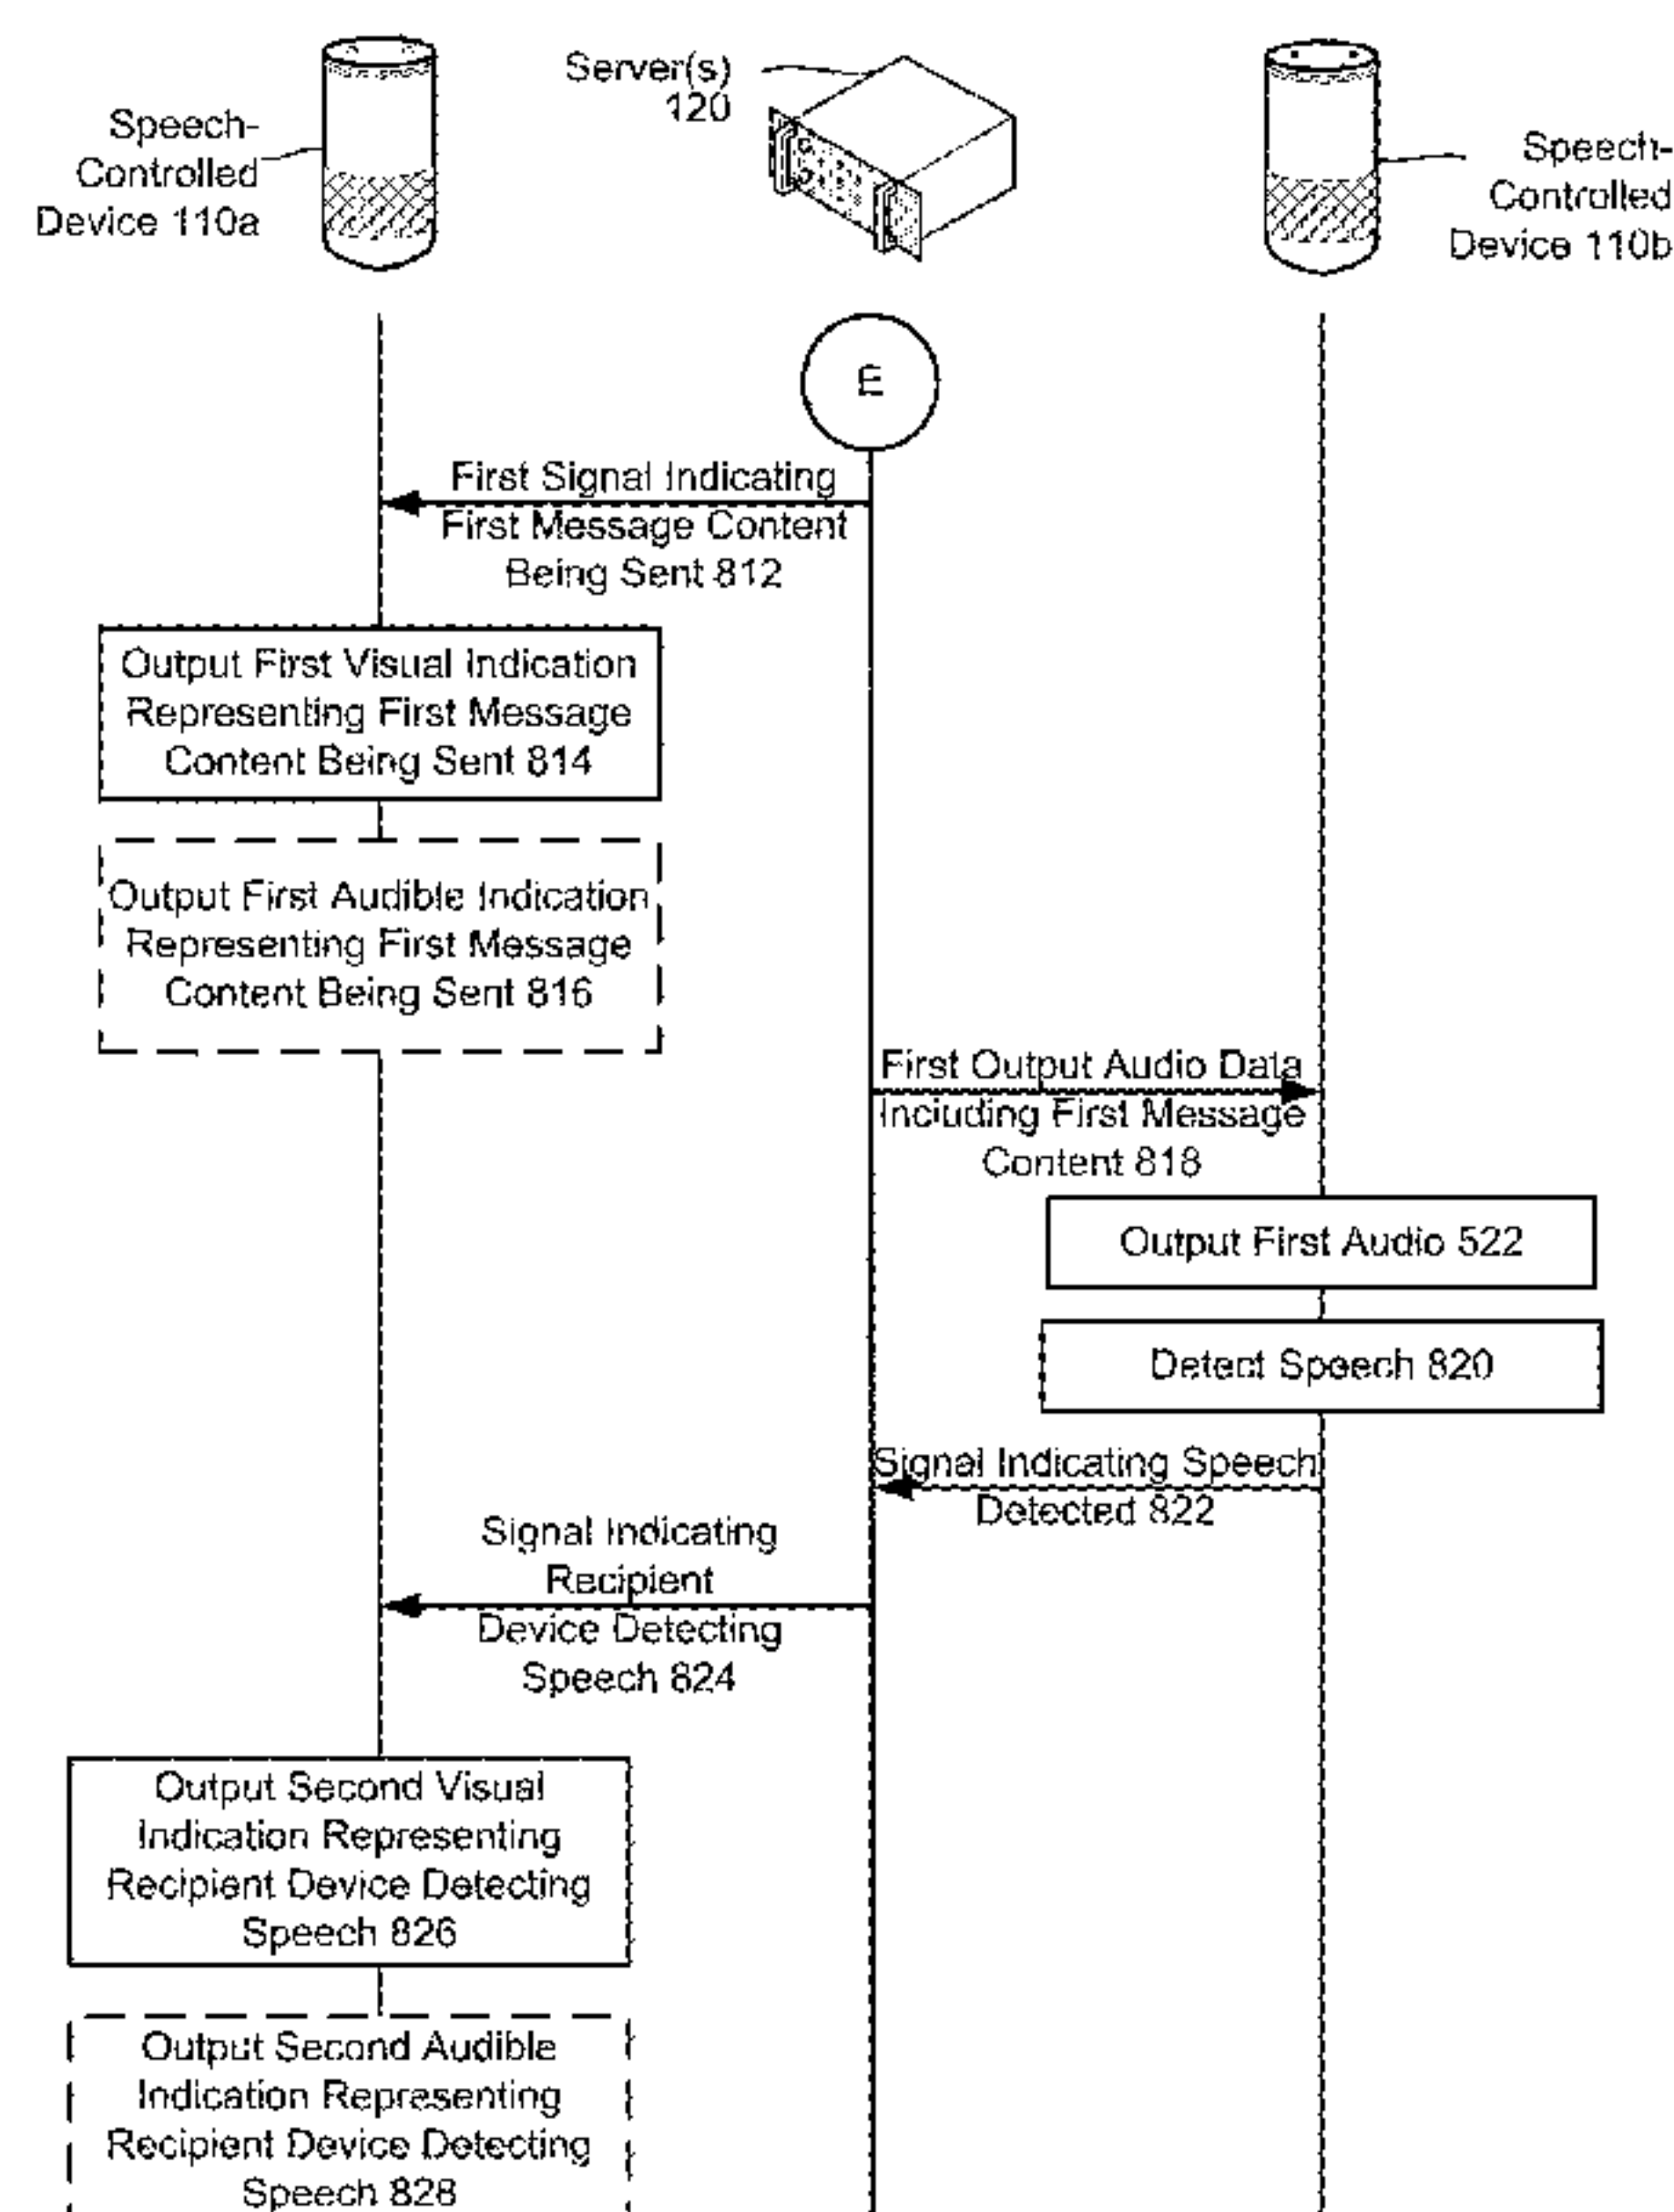 Speech-
Controlled
Device 110a
Server(s)
120
Speech-
Controlled
Device 110b
E
First Signal Indicating
First Message Content
Being Sent 812
Output First Visual Indication
Representing First Message
Content Being Sent 814
Output First Audible Indication
Representing First Message
Content Being Sent 816
First Output Audio Data
Including First Message
Content 818
Output First Audio 522
Detect Speech 820
Signal Indicating Speech
Detected 822
Signal Indicating
Recipient
Device Detecting
Speech 824
Output Second Visual
Indication Representing
Recipient Device Detecting
Speech 826
Output Second Audible
Indication Representing
Recipient Device Detecting
Speech 828